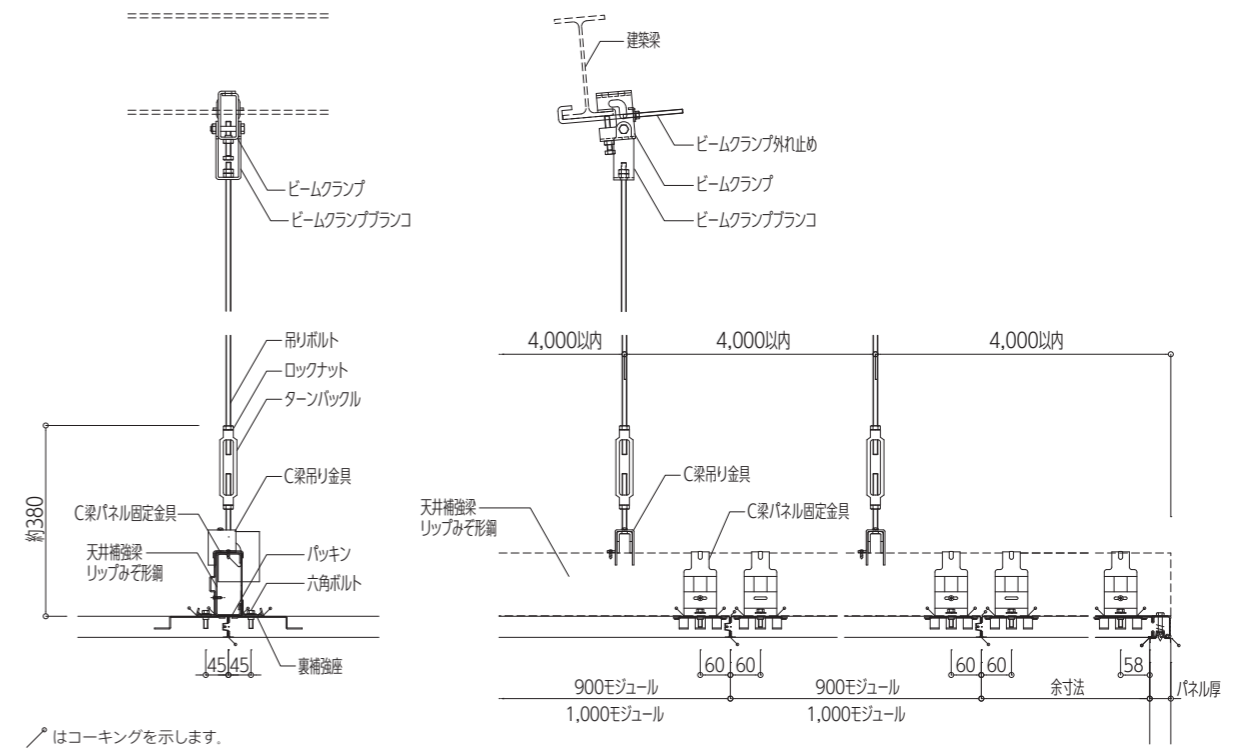 建築梁
ビームクランプ外れ止め
ビームクランプ
ビームクランプブランコ
ビームクランプ
ビームクランプブランコ
吊りボルト
ロックナット
ターンバックル
C梁吊り金具
C梁パネル固定金具
天井補強梁
リップみぞ形鋼
パッキン
六角ボルト
裏補強座
約380
45
45
4,000以内
4,000以内
4,000以内
C梁吊り金具
C梁パネル固定金具
天井補強梁
リップみぞ形鋼
60
60
60
60
58
900モジュール
1,000モジュール
900モジュール
1,000モジュール
余寸法
パネル厚
はコーキングを示します。